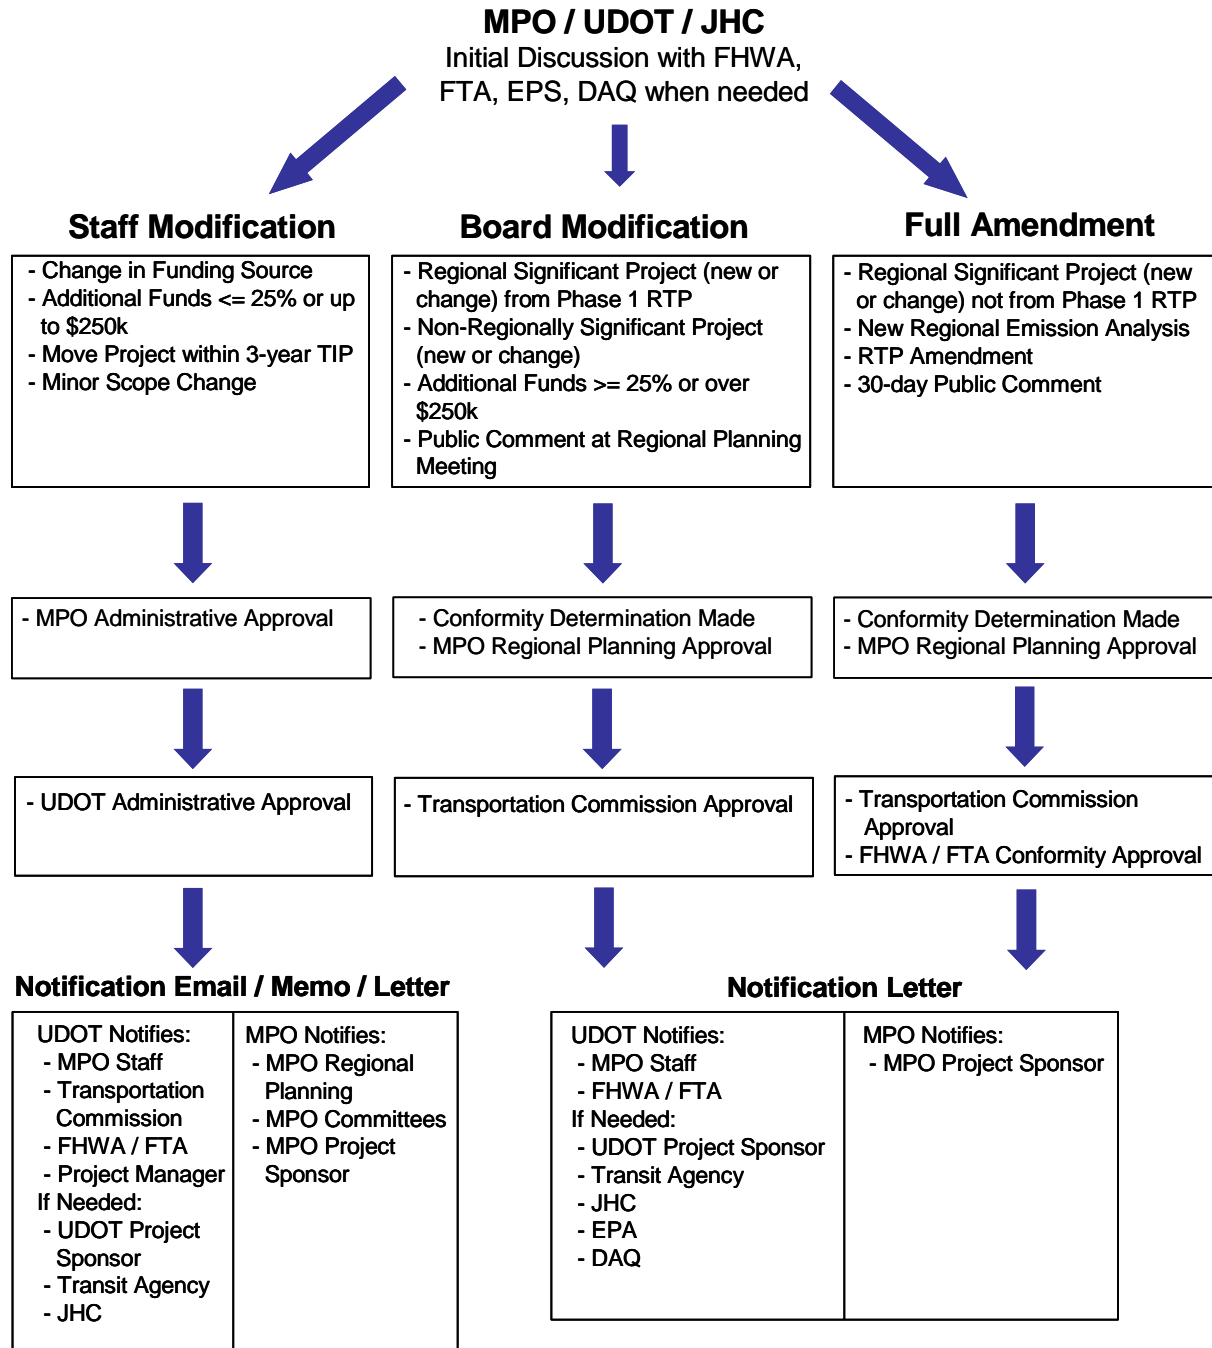 MPO / UDOT / JHC
Initial Discussion with FHWA,
FTA, EPS, DAQ when needed
Staff Modification
- Change in Funding Source
- Additional Funds <= 25% or up
to $250k
- Move Project within 3-year TIP
- Minor Scope Change
Board Modification
- Regional Significant Project (new or
change) from Phase 1 RTP
- Non-Regionally Significant Project
(new or change)
- Additional Funds >= 25% or over
$250k
- Public Comment at Regional Planning
Meeting
Full Amendment
- Regional Significant Project (new
or change) not from Phase 1 RTP
- New Regional Emission Analysis
- RTP Amendment
- 30-day Public Comment
- MPO Administrative Approval
- Conformity Determination Made
- MPO Regional Planning Approval
- Conformity Determination Made
- MPO Regional Planning Approval
- UDOT Administrative Approval
- Transportation Commission Approval
- Transportation Commission
Approval
- FHWA / FTA Conformity Approval
Notification Email / Memo / Letter
UDOT Notifies:
- MPO Staff
- Transportation
Commission
- FHWA / FTA
- Project Manager
If Needed:
- UDOT Project
Sponsor
- Transit Agency
- JHC
MPO Notifies:
- MPO Regional
Planning
- MPO Committees
- MPO Project
Sponsor
Notification Letter
UDOT Notifies:
- MPO Staff
- FHWA / FTA
If Needed:
- UDOT Project Sponsor
- Transit Agency
- JHC
- EPA
- DAQ
MPO Notifies:
- MPO Project Sponsor